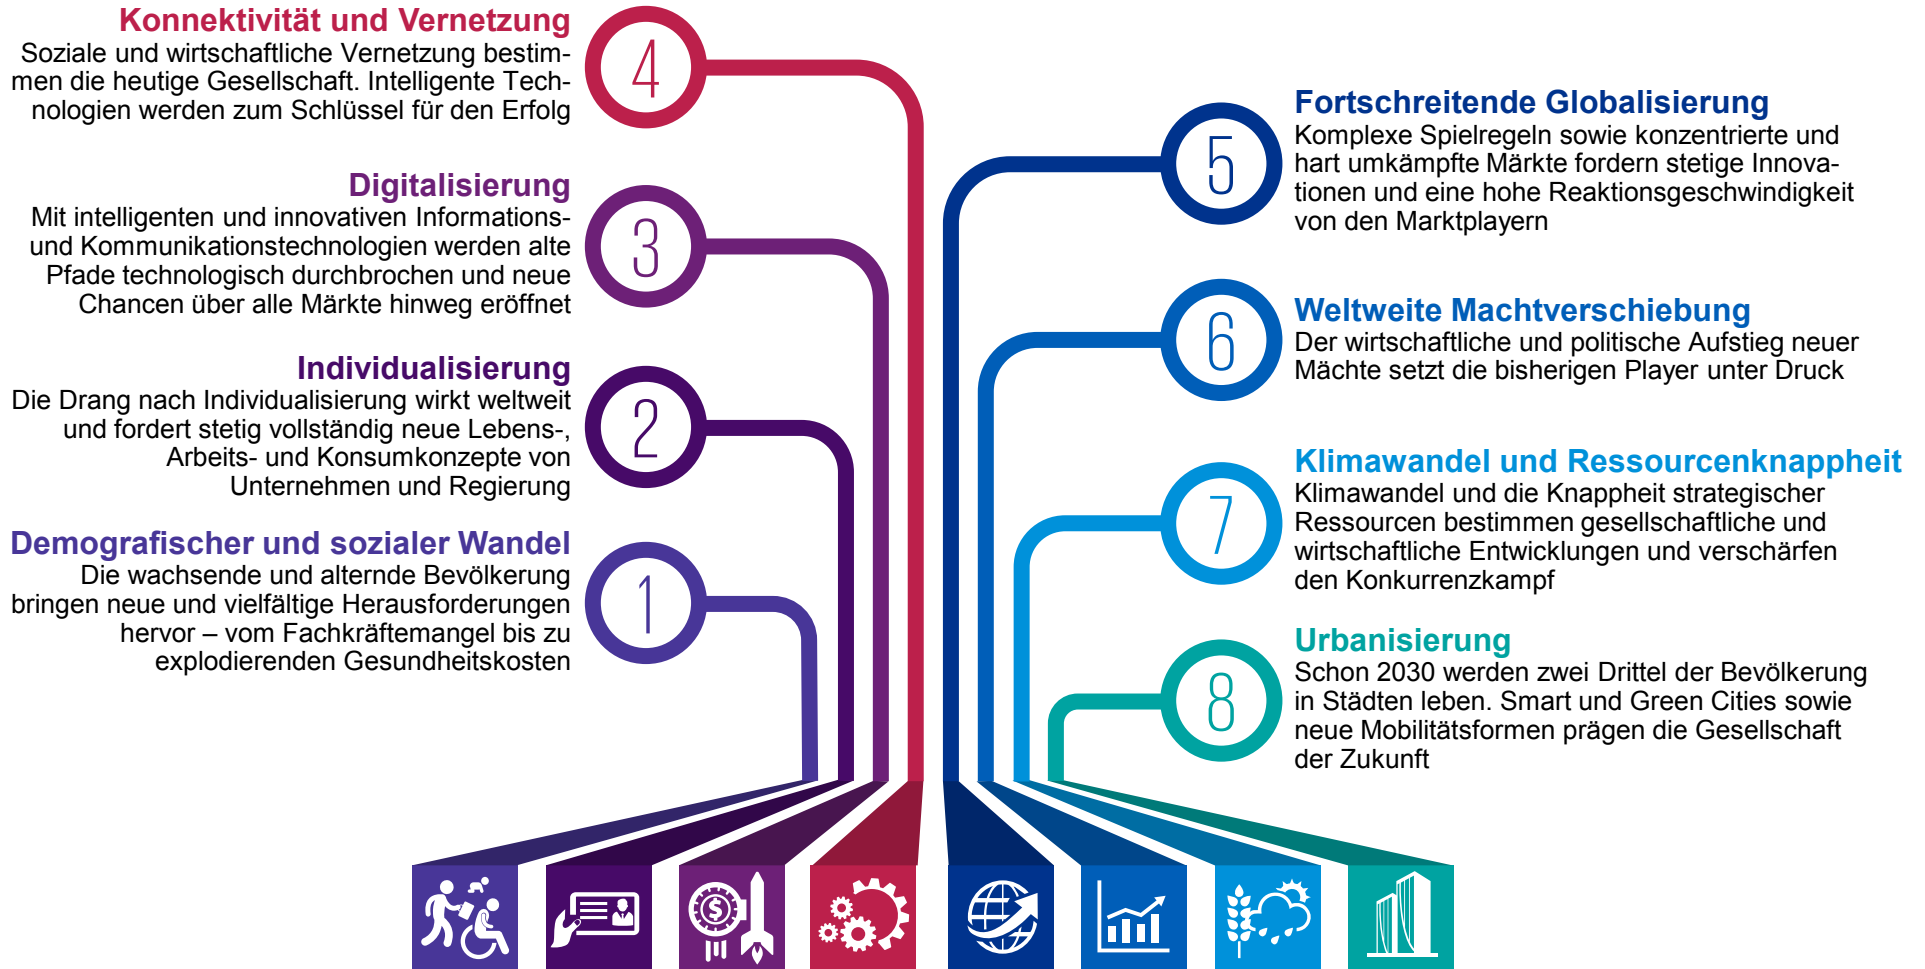 Konnektivität und Vernetzung
Soziale und wirtschaftliche Vernetzung bestim-
men die heutige Gesellschaft. Intelligente Tech-
nologien werden zum Schlüssel für den Erfolg
4
Digitalisierung
Mit intelligenten und innovativen Informations-
und Kommunikationstechnologien werden alte
Pfade technologisch durchbrochen und neue
Chancen über alle Märkte hinweg eröffnet
3
Individualisierung
Die Drang nach Individualisierung wirkt weltweit
und fordert stetig vollständig neue Lebens-,
Arbeits- und Konsumkonzepte von
Unternehmen und Regierung
2
Demografischer und sozialer Wandel
Die wachsende und alternde Bevölkerung
bringen neue und vielfältige Herausforderungen
hervor – vom Fachkräftemangel bis zu
explodierenden Gesundheitskosten
1
5
Fortschreitende Globalisierung
Komplexe Spielregeln sowie konzentrierte und
hart umkämpfte Märkte fordern stetige Innova-
tionen und eine hohe Reaktionsgeschwindigkeit
von den Marktplayern
6
Weltweite Machtverschiebung
Der wirtschaftliche und politische Aufstieg neuer
Mächte setzt die bisherigen Player unter Druck
7
Klimawandel und Ressourcenknappheit
Klimawandel und die Knappheit strategischer
Ressourcen bestimmen gesellschaftliche und
wirtschaftliche Entwicklungen und verschärfen
den Konkurrenzkampf
8
Urbanisierung
Schon 2030 werden zwei Drittel der Bevölkerung
in Städten leben. Smart und Green Cities sowie
neue Mobilitätsformen prägen die Gesellschaft
der Zukunft
$